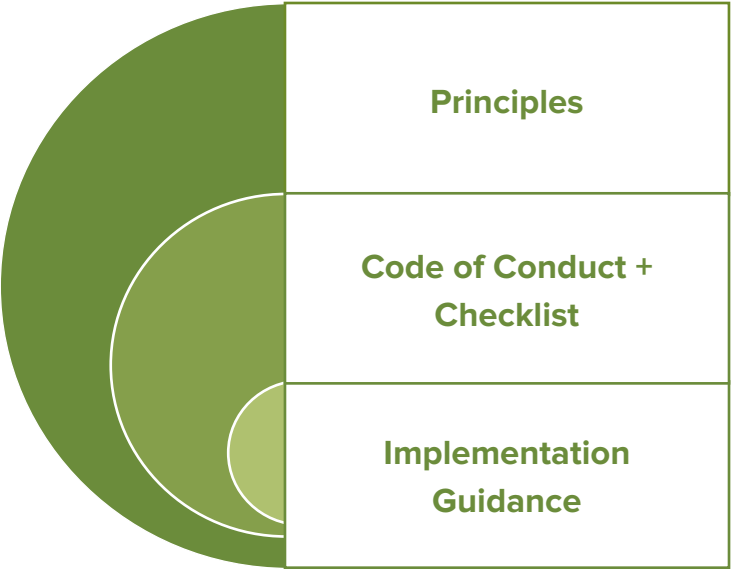 Principles
Code of Conduct +
Checklist
Implementation
Guidance